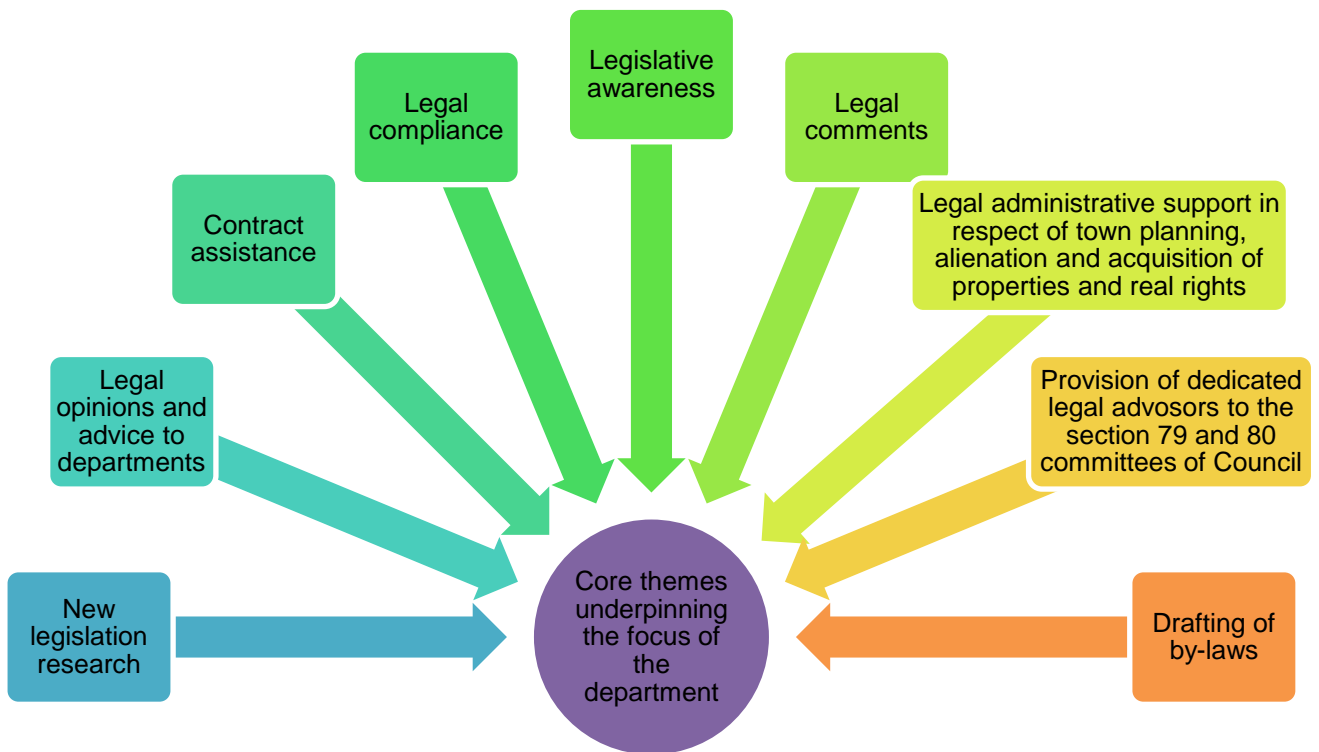 Legislative
awareness
Legal
compliance
Legal
comments
Contract
assistance
Legal administrative support in
respect of town planning,
alienation and acquisition of
properties and real rights
Legal
opinions and
advice to
departments
Provision of dedicated
legal advosors to the
section 79 and 80
committees of Council
New
legislation
research
Core themes
underpinning
the focus of
the
department
Drafting of
by-laws